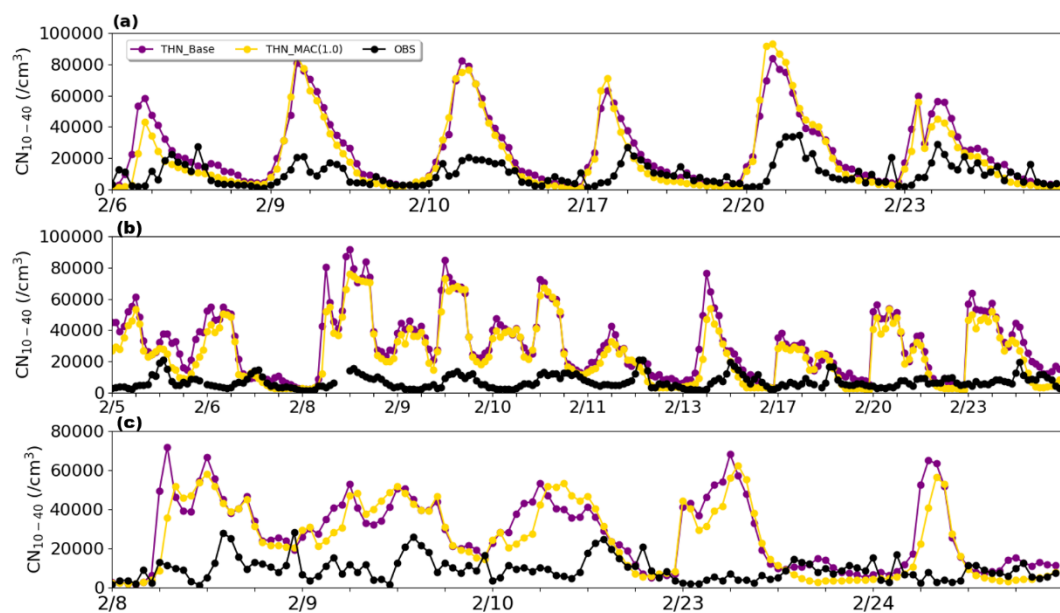 (a)
THN_Base THN_MAC(1.0) OBS
CN10−40 (/cm3)
100000
80000
60000
40000
20000
0
2/6 2/9 2/10 2/17 2/20 2/23
(b)
CN10−40 (/cm3)
100000
80000
60000
40000
20000
0
2/5 2/6 2/8 2/9 2/10 2/11 2/13 2/17 2/20 2/23
(c)
CN10−40 (/cm3)
80000
60000
40000
20000
0
2/8 2/9 2/10 2/23 2/24